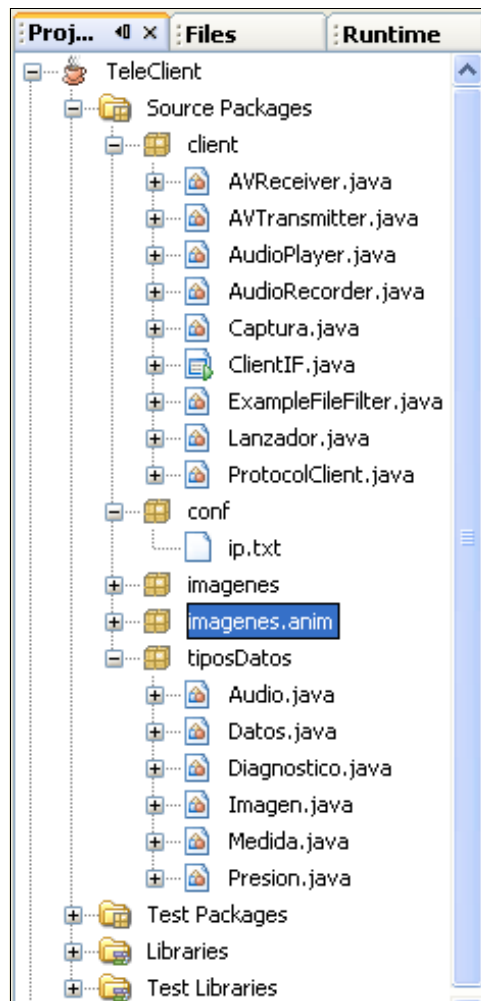 Proj... Files Runtime
TeleClient
Source Packages
client
AVReceiver.java
AVTransmitter.java
AudioPlayer.java
AudioRecorder.java
Captura.java
ClientIF.java
ExampleFileFilter.java
Lanzador.java
ProtocolClient.java
conf
ip.txt
imagenes
imagenes.anim
tiposDatos
Audio.java
Datos.java
Diagnostico.java
Imagen.java
Medida.java
Presion.java
Test Packages
Libraries
Test Libraries